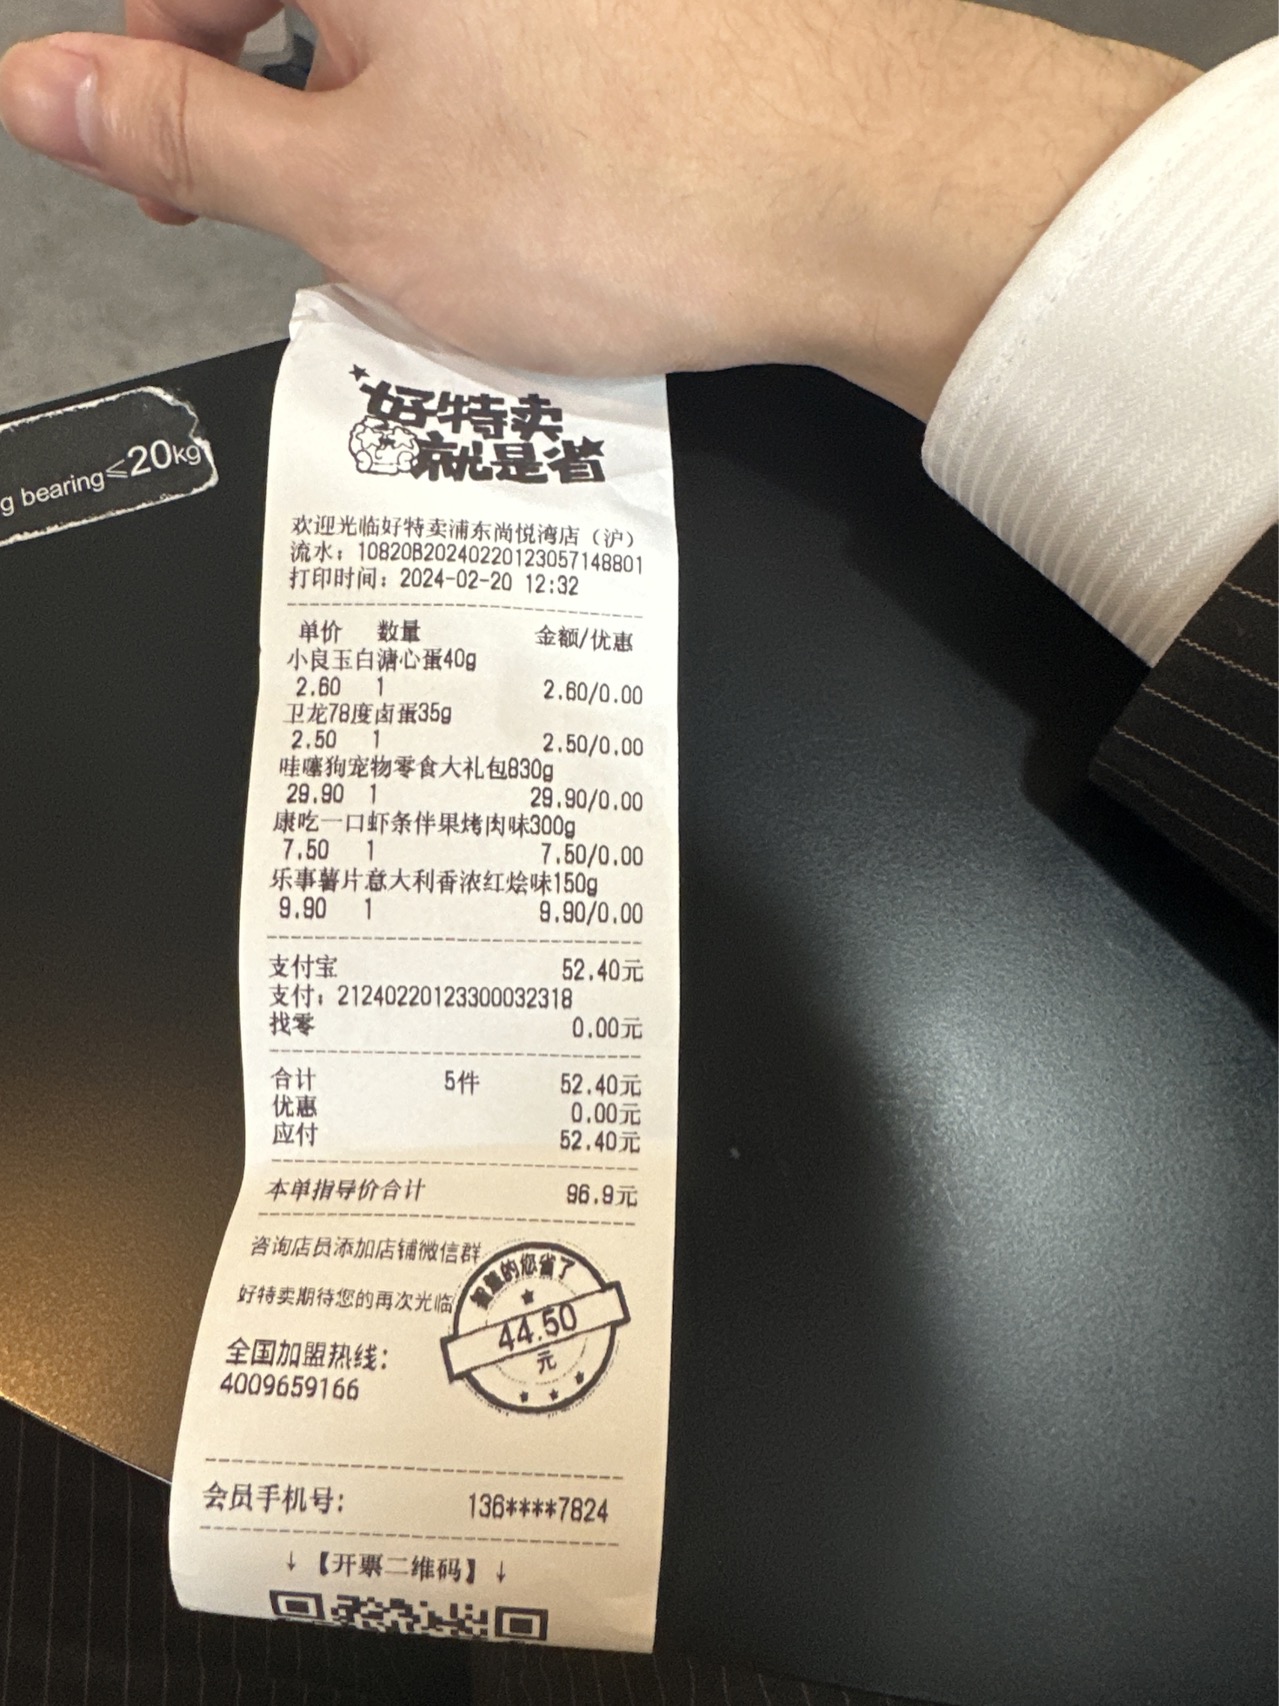 g bearing≤20kg
好特卖
就是省
欢迎光临好特卖浦东尚悦湾店（沪）
流水：10820B20240220123057148801
打印时间：2024-02-20 12:32
单价 数量 金额/优惠
小良玉白溏心蛋40g
2.60 1 2.60/0.00
卫龙78度卤蛋35g
2.50 1 2.50/0.00
哇噻狗宠物零食大礼包830g
29.90 1 29.90/0.00
康吃一口虾条伴果烤肉味300g
7.50 1 7.50/0.00
乐事薯片意大利香浓红烩味150g
9.90 1 9.90/0.00
支付宝 52.40元
支付：21240220123300032318
找零 0.00元
合计 5件 52.40元
优惠 0.00元
应付 52.40元
本单指导价合计 96.9元
咨询店员添加店铺微信群
好特卖期待您的再次光临
智慧的您省了
44.50
元
全国加盟热线：
4009659166
会员手机号： 136****7824
↓【开票二维码】↓